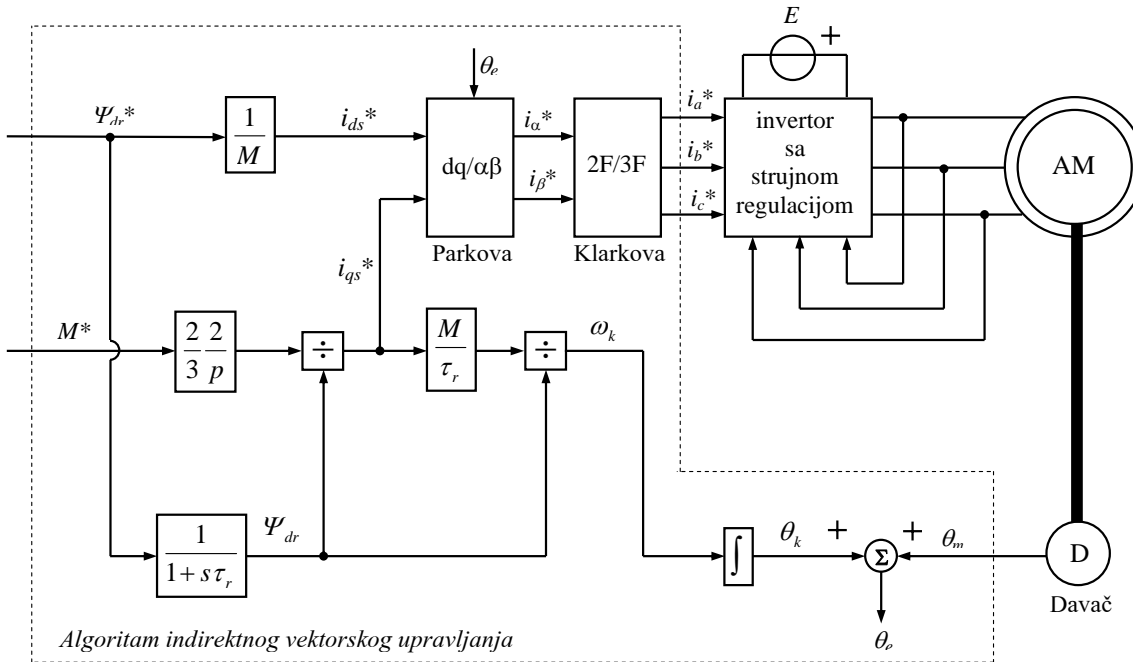 E
+
θe
ia*
Ψdr*
1
M
ids*
iα*
invertor
sa
strujnom
regulacijom
AM
dq/αβ
2F/3F
ib*
iβ*
ic*
Parkova
Klarkova
iqs*
M*
2 2
3 p
÷
M
τr
÷
ωk
Ψdr
1
1+sτr
∫
θk
+
Σ
+
θm
D
Davač
θe
Algoritam indirektnog vektorskog upravljanja